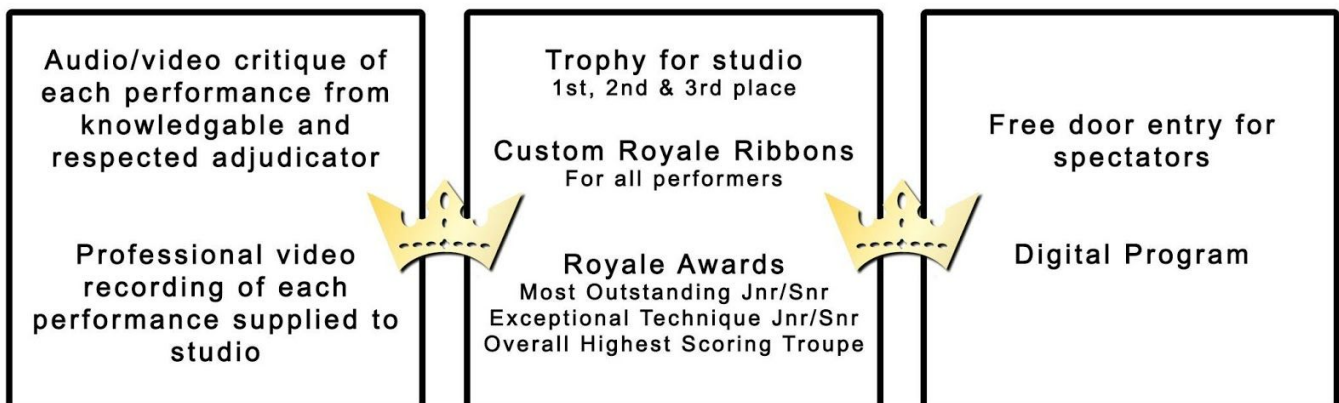 Audio/video critique of
each performance from
knowledgable and
respected adjudicator
Professional video
recording of each
performance supplied to
studio
Trophy for studio
1st, 2nd & 3rd place
Custom Royale Ribbons
For all performers
Royale Awards
Most Outstanding Jnr/Snr
Exceptional Technique Jnr/Snr
Overall Highest Scoring Troupe
Free door entry for
spectators
Digital Program